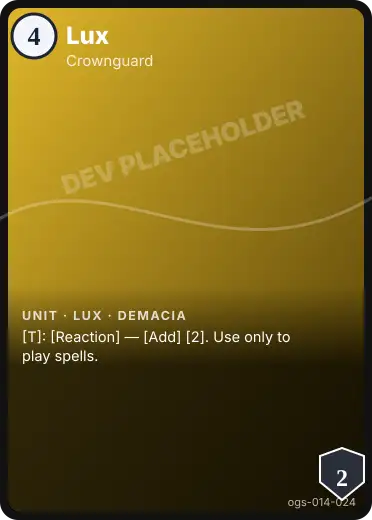 4
Lux
Crownguard
DEV PLACEHOLDER
UNIT · LUX · DEMACIA
[T]: [Reaction] — [Add] [2]. Use only to
play spells.
2
ogs-014-024